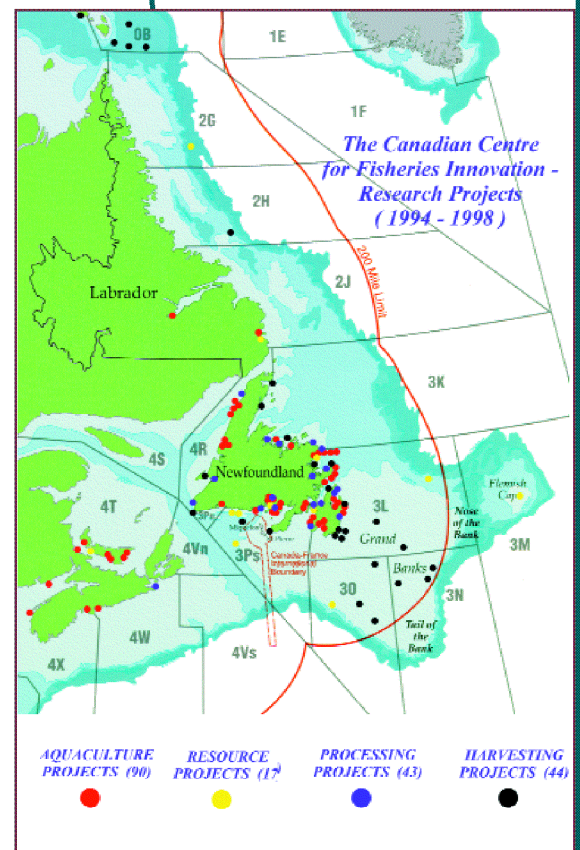 0B
1E
2G
1F
The Canadian Centre
for Fisheries Innovation -
Research Projects
( 1994 - 1998 )
2H
200 Mile Limit
2J
Labrador
3K
4S
4R
Newfoundland
Flemish
Cap
4T
3L
Nose
of the
Bank
3M
3Pn
4Vn
3Ps
Grand
Canada-France
International
Boundary
Banks
3O
3N
Tail of
the
Bank
4W
4Vs
4X
AQUACULTURE
PROJECTS (90)
RESOURCE
PROJECTS (17)
PROCESSING
PROJECTS (43)
HARVESTING
PROJECTS (44)